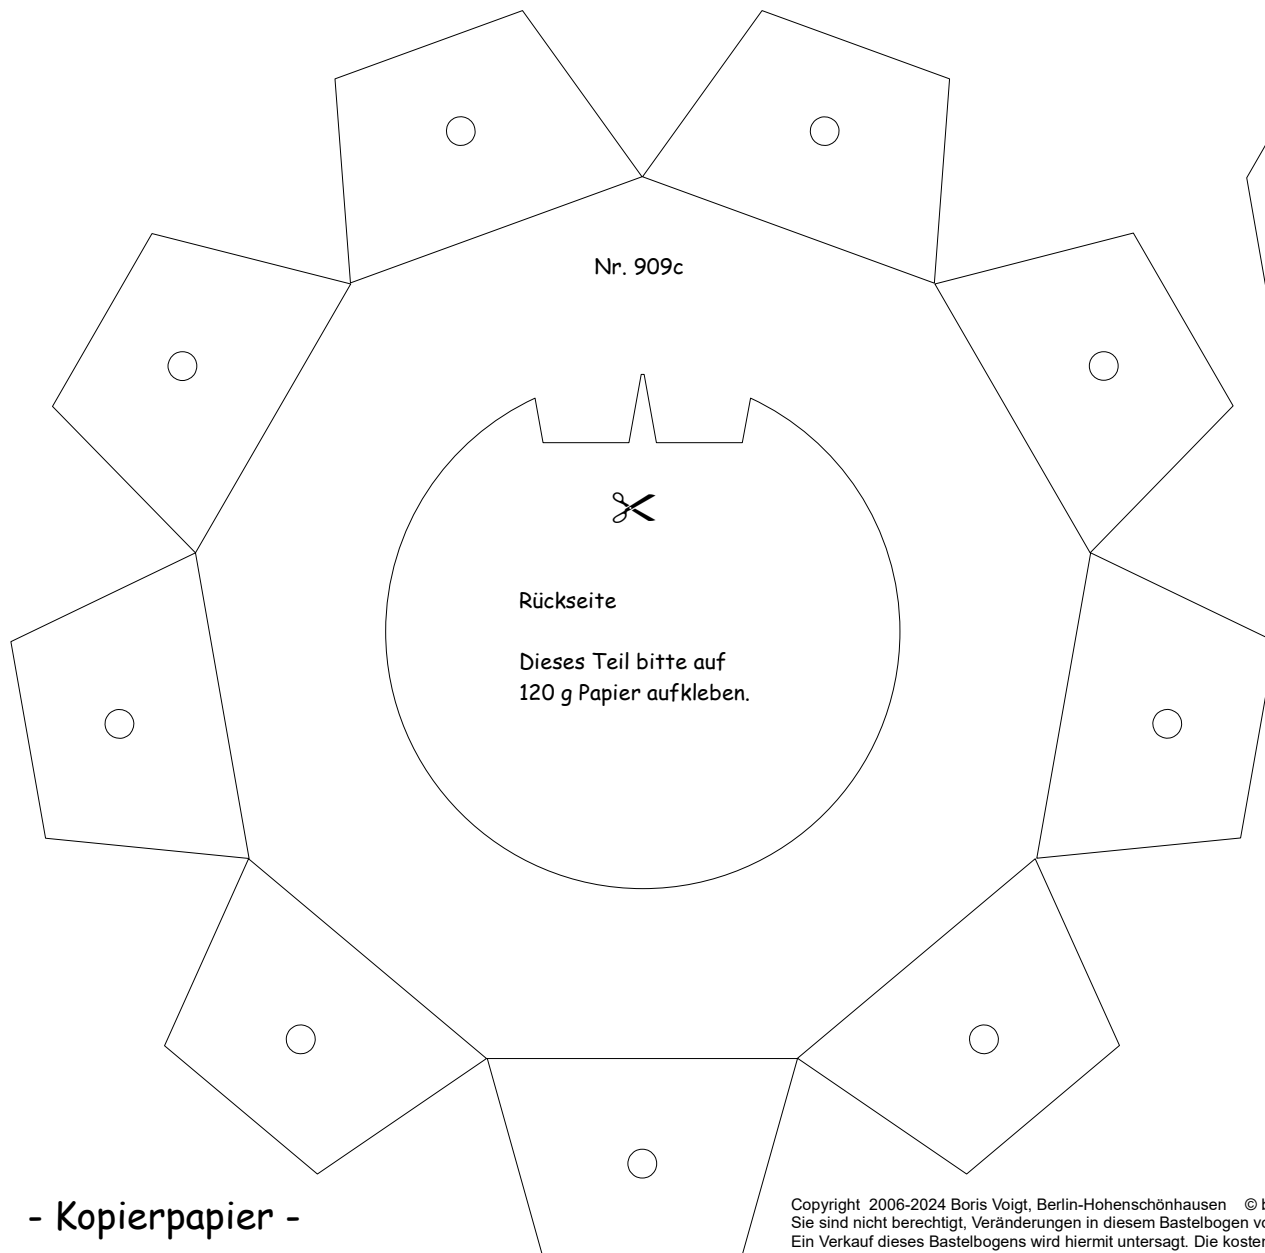 Nr. 909c
Rückseite
Dieses Teil bitte auf
120 g Papier aufkleben.
- Kopierpapier -
Copyright 2006-2024 Boris Voigt, Berlin-Hohenschönhausen ©
Sie sind nicht berechtigt, Veränderungen in diesem Bastelbogen
Ein Verkauf dieses Bastelbogens wird hiermit untersagt. Die